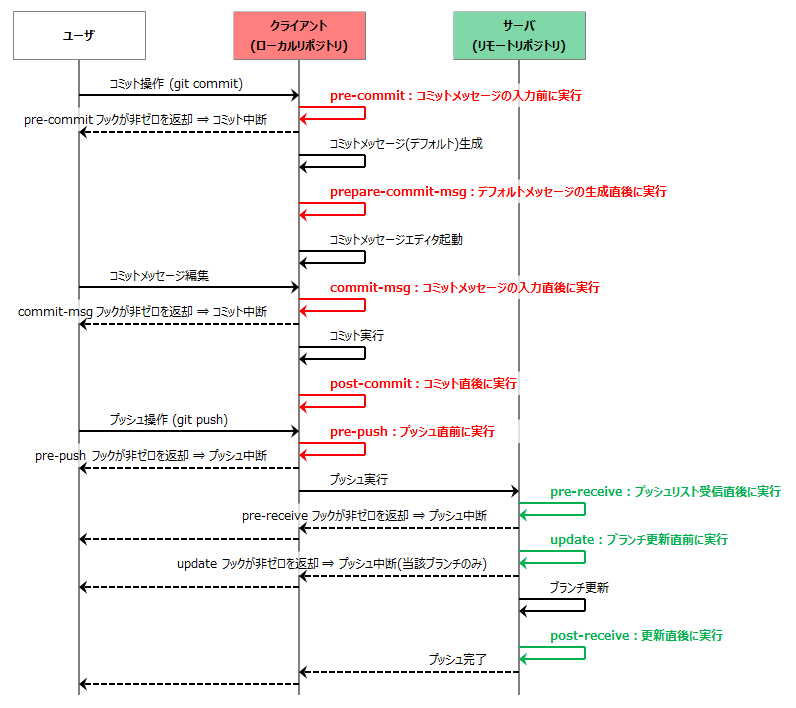 ユーザ
クライアント
(ローカルリポジトリ)
サーバ
(リモートリポジトリ)
コミット操作 (git commit)
pre-commit : コミットメッセージの入力前に実行
pre-commit フックが非ゼロを返却 ⇒ コミット中断
コミットメッセージ(デフォルト)生成
prepare-commit-msg : デフォルトメッセージの生成直後に実行
コミットメッセージエディタ起動
コミットメッセージ編集
commit-msg : コミットメッセージの入力直後に実行
commit-msg フックが非ゼロを返却 ⇒ コミット中断
コミット実行
post-commit : コミット直後に実行
プッシュ操作 (git push)
pre-push : プッシュ直前に実行
pre-push フックが非ゼロを返却 ⇒ プッシュ中断
プッシュ実行
pre-receive : プッシュリスト受信直後に実行
pre-receive フックが非ゼロを返却 ⇒ プッシュ中断
update : ブランチ更新直前に実行
update フックが非ゼロを返却 ⇒ プッシュ中断(当該ブランチのみ)
ブランチ更新
post-receive : 更新直後に実行
プッシュ完了